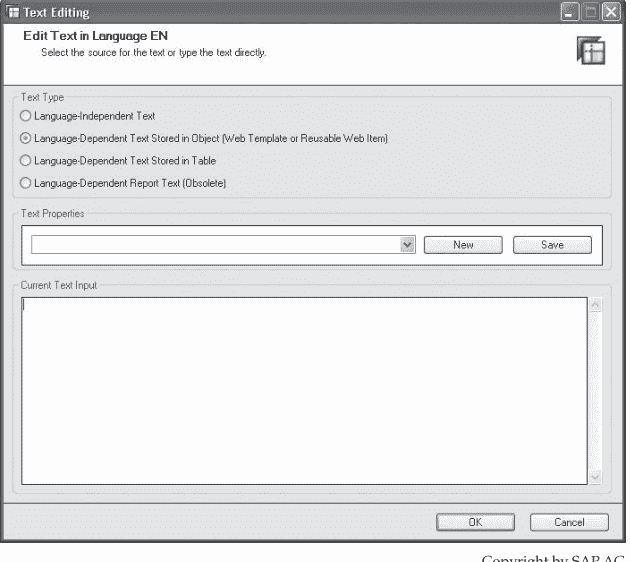 Text Editing
Edit Text in Language EN
Select the source for the text or type the text directly.
Text Type
Language-Independent Text
Language-Dependent Text Stored in Object (Web Template or Reusable Web Item)
Language-Dependent Text Stored in Table
Language-Dependent Report Text (Obsolete)
Text Properties
New Save
Current Text Input
OK Cancel
Copyright by SAP AG